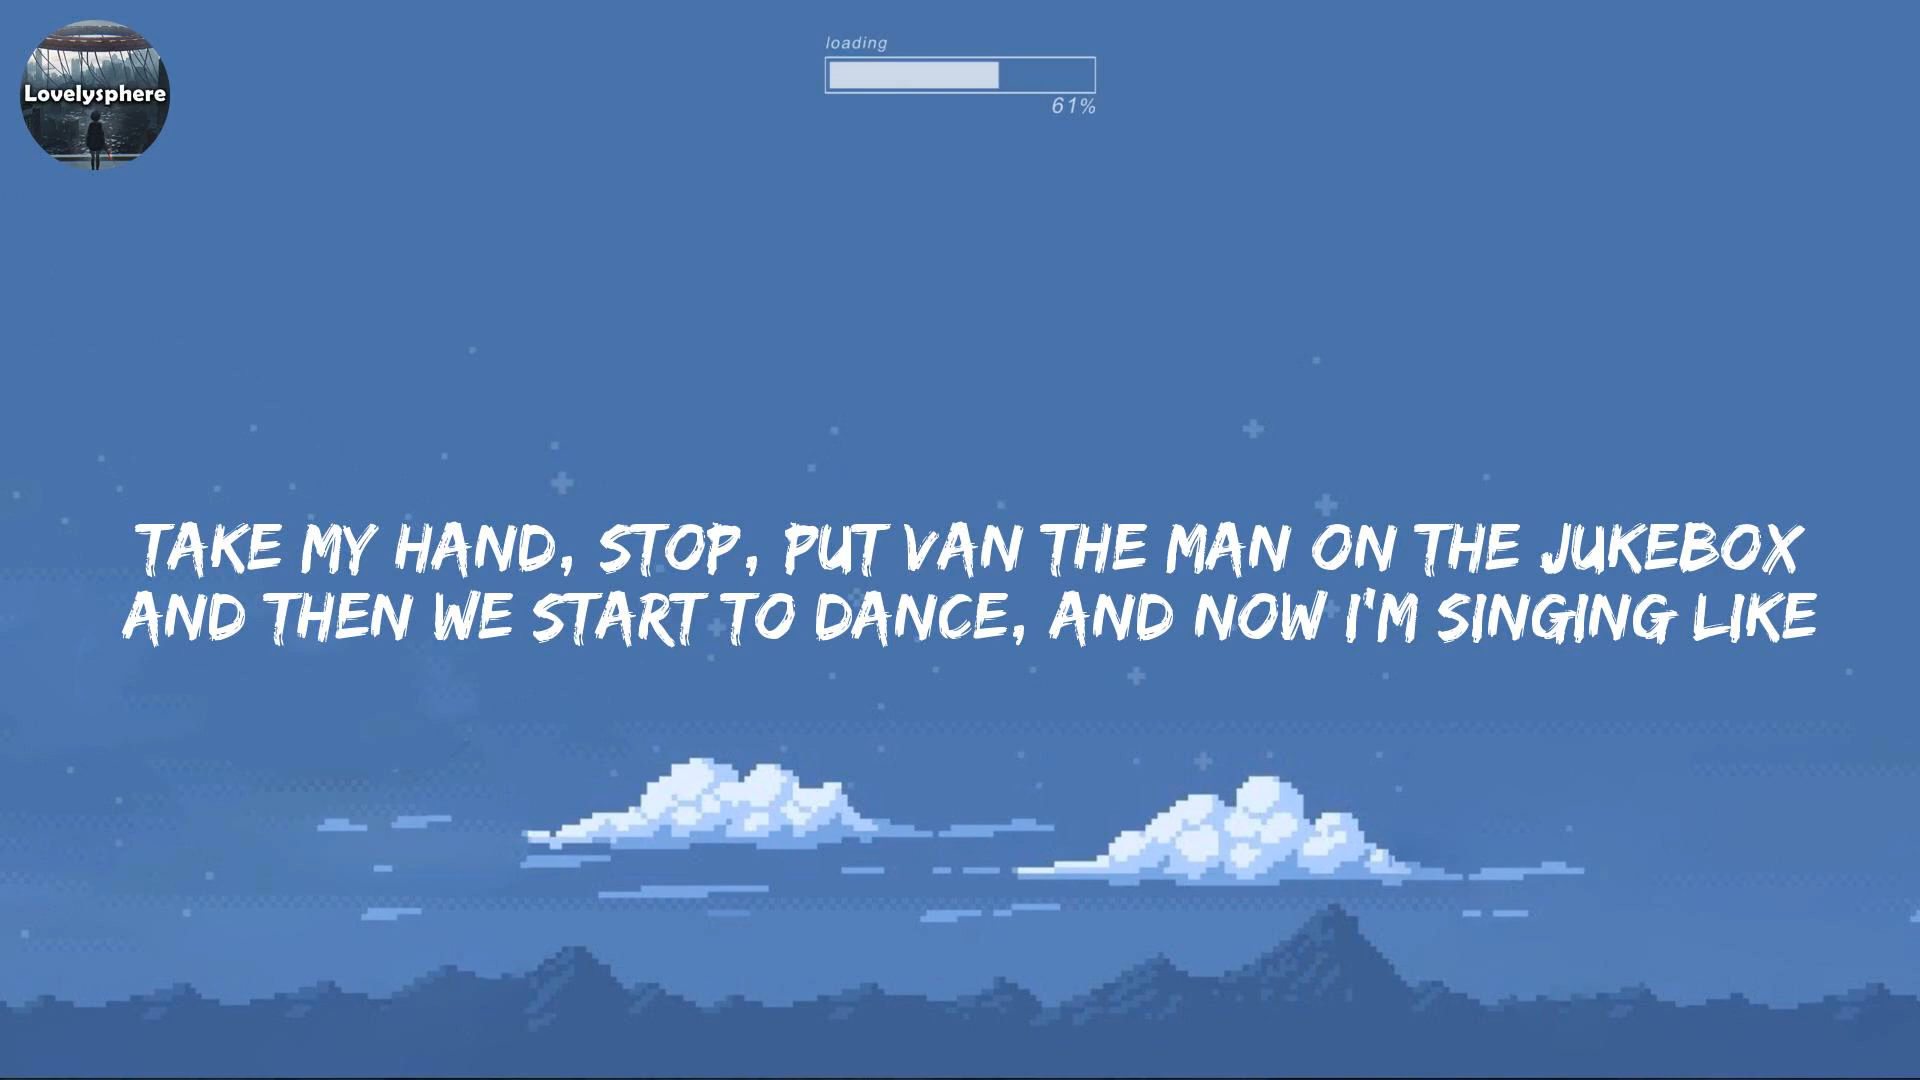 Lovelysphere
loading
61%
TAKE MY HAND, STOP, PUT VAN THE MAN ON THE JUKEBOX
AND THEN WE START TO DANCE, AND NOW I'M SINGING LIKE